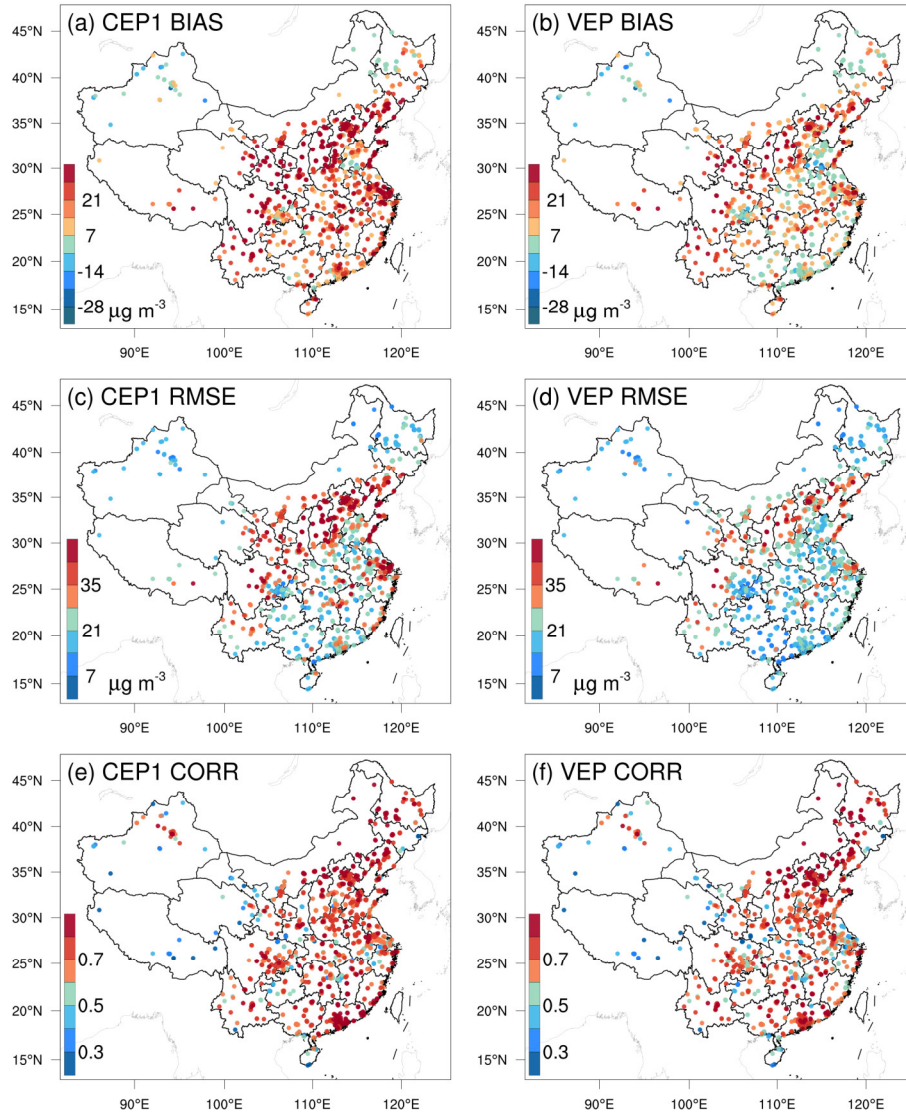 (a) CEP1 BIAS
45°N
40°N
35°N
30°N
25°N
20°N
15°N
21
7
-14
-28
μg m-3
90°E
100°E
110°E
120°E
(b) VEP BIAS
45°N
40°N
35°N
30°N
25°N
20°N
15°N
21
7
-14
-28
μg m-3
90°E
100°E
110°E
120°E
(c) CEP1 RMSE
45°N
40°N
35°N
30°N
25°N
20°N
15°N
35
21
7
μg m-3
90°E
100°E
110°E
120°E
(d) VEP RMSE
45°N
40°N
35°N
30°N
25°N
20°N
15°N
35
21
7
μg m-3
90°E
100°E
110°E
120°E
(e) CEP1 CORR
45°N
40°N
35°N
30°N
25°N
20°N
15°N
0.7
0.5
0.3
90°E
100°E
110°E
120°E
(f) VEP CORR
45°N
40°N
35°N
30°N
25°N
20°N
15°N
0.7
0.5
0.3
90°E
100°E
110°E
120°E